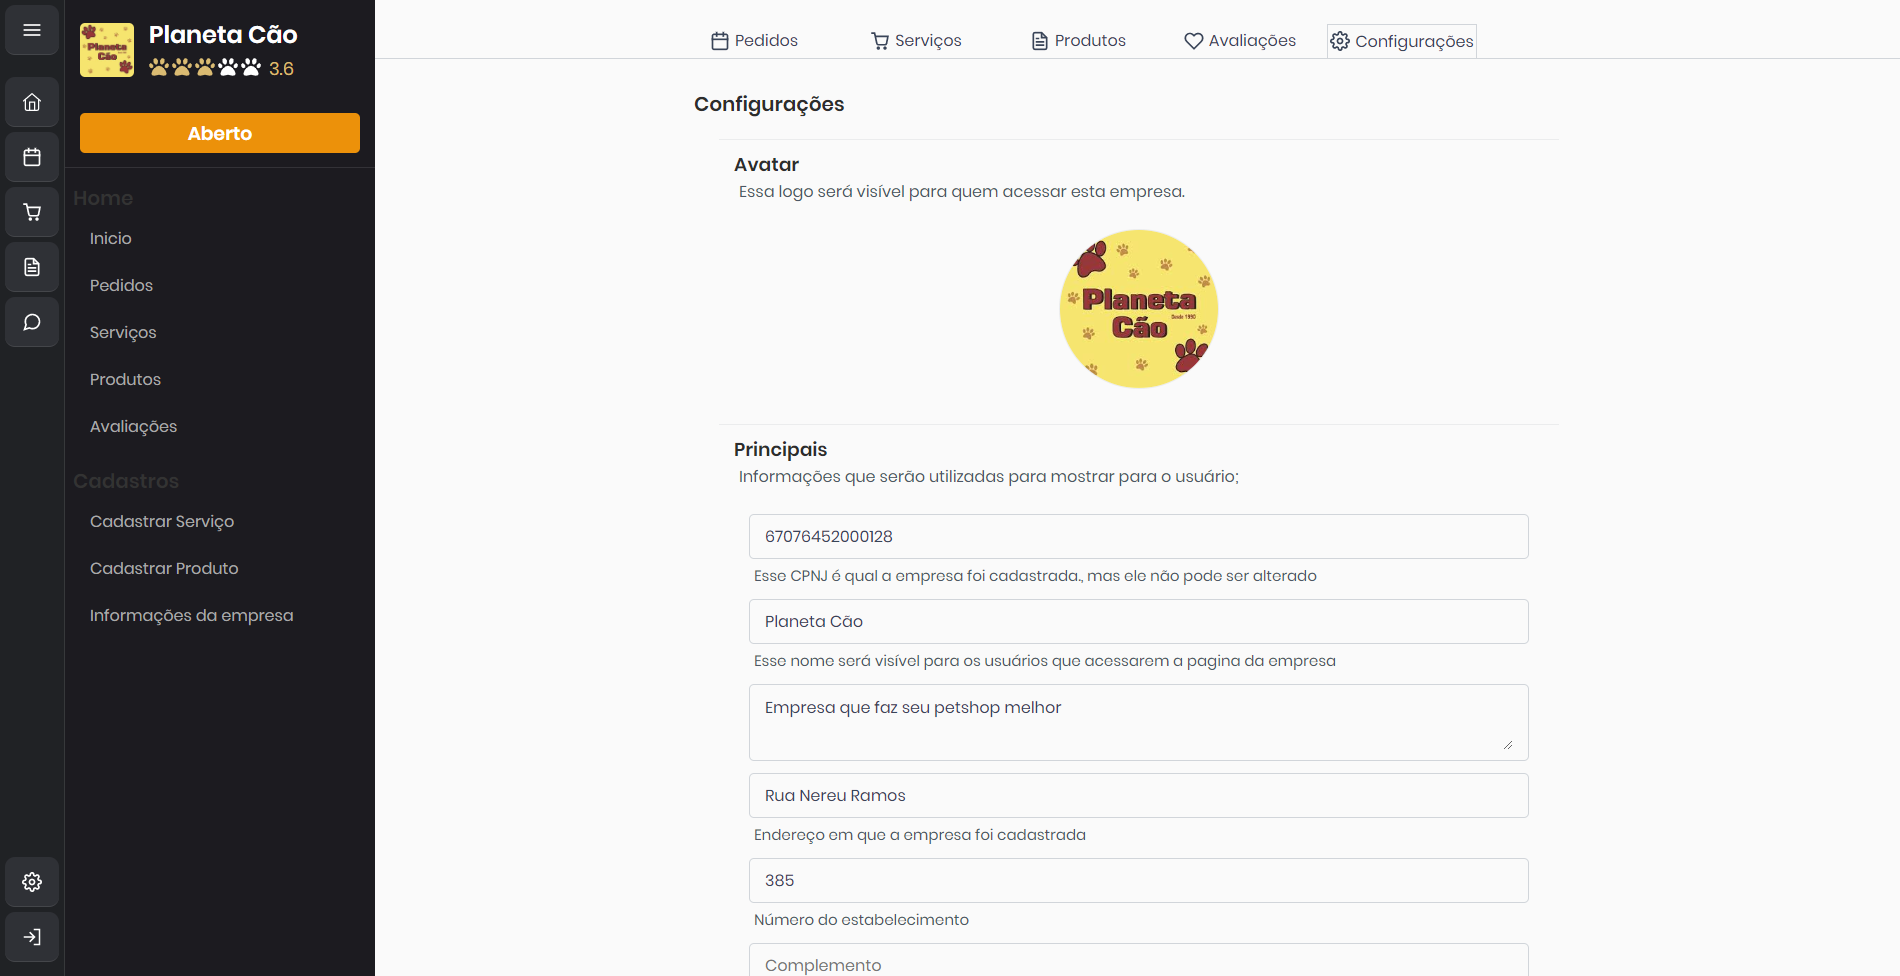 Planeta Cão
3.6
Aberto
Home
Inicio
Pedidos
Serviços
Produtos
Avaliações
Cadastros
Cadastrar Serviço
Cadastrar Produto
Informações da empresa
Pedidos
Serviços
Produtos
Avaliações
Configurações
Configurações
Avatar
Essa logo será visível para quem acessar esta empresa.
Planeta
Cão
Desde 1990
Principais
Informações que serão utilizadas para mostrar para o usuário;
67076452000128
Esse CPNJ é qual a empresa foi cadastrada., mas ele não pode ser alterado
Planeta Cão
Esse nome será visível para os usuários que acessarem a pagina da empresa
Empresa que faz seu petshop melhor
Rua Nereu Ramos
Endereço em que a empresa foi cadastrada
385
Número do estabelecimento
Complemento